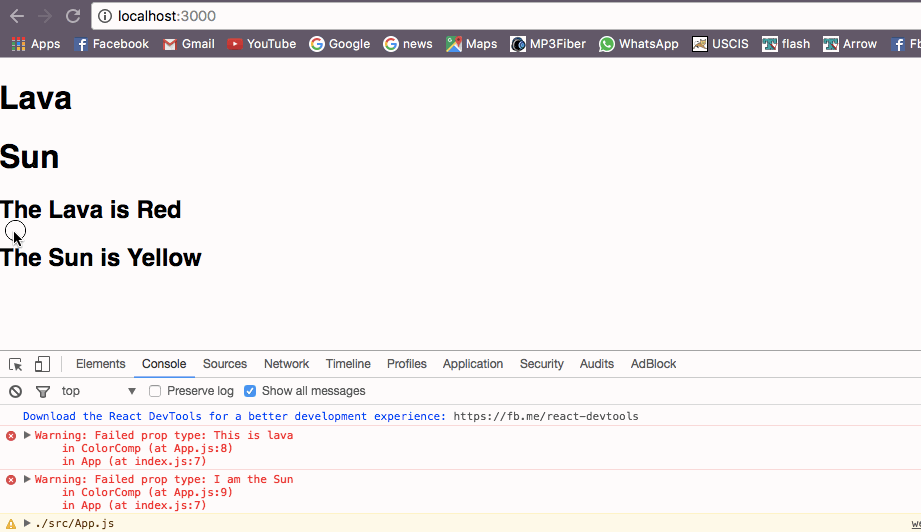 localhost:3000
Apps Facebook Gmail YouTube Google news Maps MP3Fiber WhatsApp USCIS flash Arrow
Lava
Sun
The Lava is Red
The Sun is Yellow
Elements Console Sources Network Timeline Profiles Application Security Audits AdBlock
top Preserve log Show all messages
Download the React DevTools for a better development experience: https://fb.me/react-devtools
Warning: Failed prop type: This is lava
in ColorComp (at App.js:8)
in App (at index.js:7)
Warning: Failed prop type: I am the Sun
in ColorComp (at App.js:9)
in App (at index.js:7)
./src/App.js